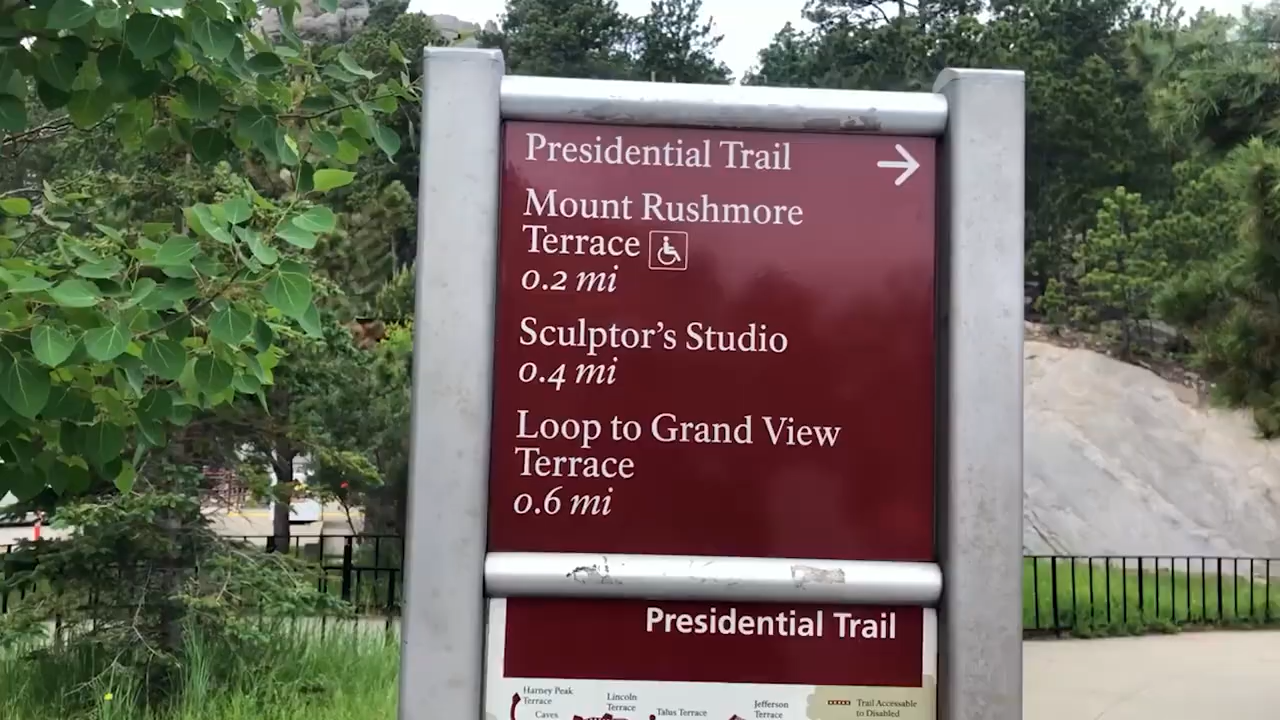 Presidential Trail →
Mount Rushmore
Terrace
0.2 mi
Sculptor's Studio
0.4 mi
Loop to Grand View
Terrace
0.6 mi
Presidential Trail
Harney Peak
Terrace
Caves
Lincoln
Terrace
Talus Terrace
Jefferson
Terrace
Trail Accessable
to Disabled